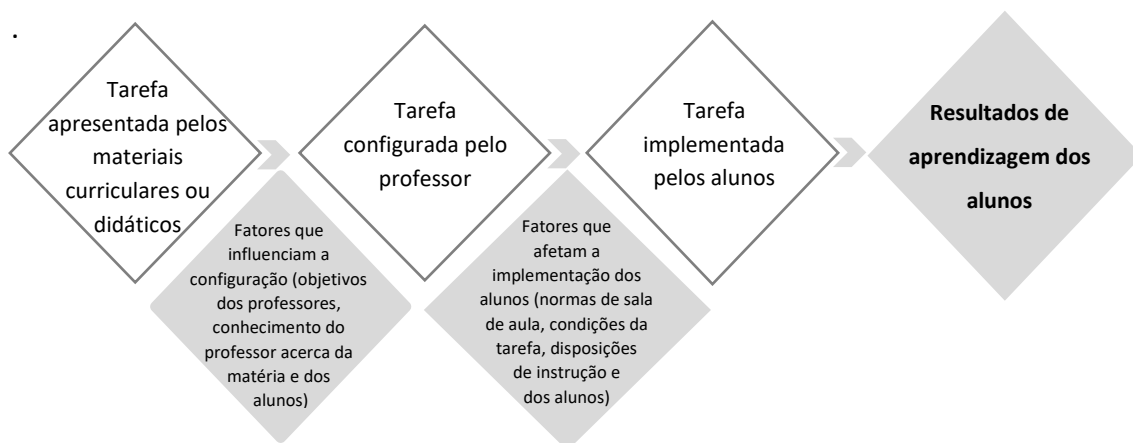 .
Tarefa
apresentada pelos
materiais
curriculares ou
didáticos
Tarefa
configurada pelo
professor
Tarefa
implementada
pelos alunos
Resultados de
aprendizagem dos
alunos
Fatores que
influenciam a
configuração (objetivos
dos professores,
conhecimento do
professor acerca da
matéria e dos
alunos)
Fatores que
afetam a
implementação dos
alunos (normas de sala
de aula, condições da
tarefa, disposições
de instrução e
dos alunos)